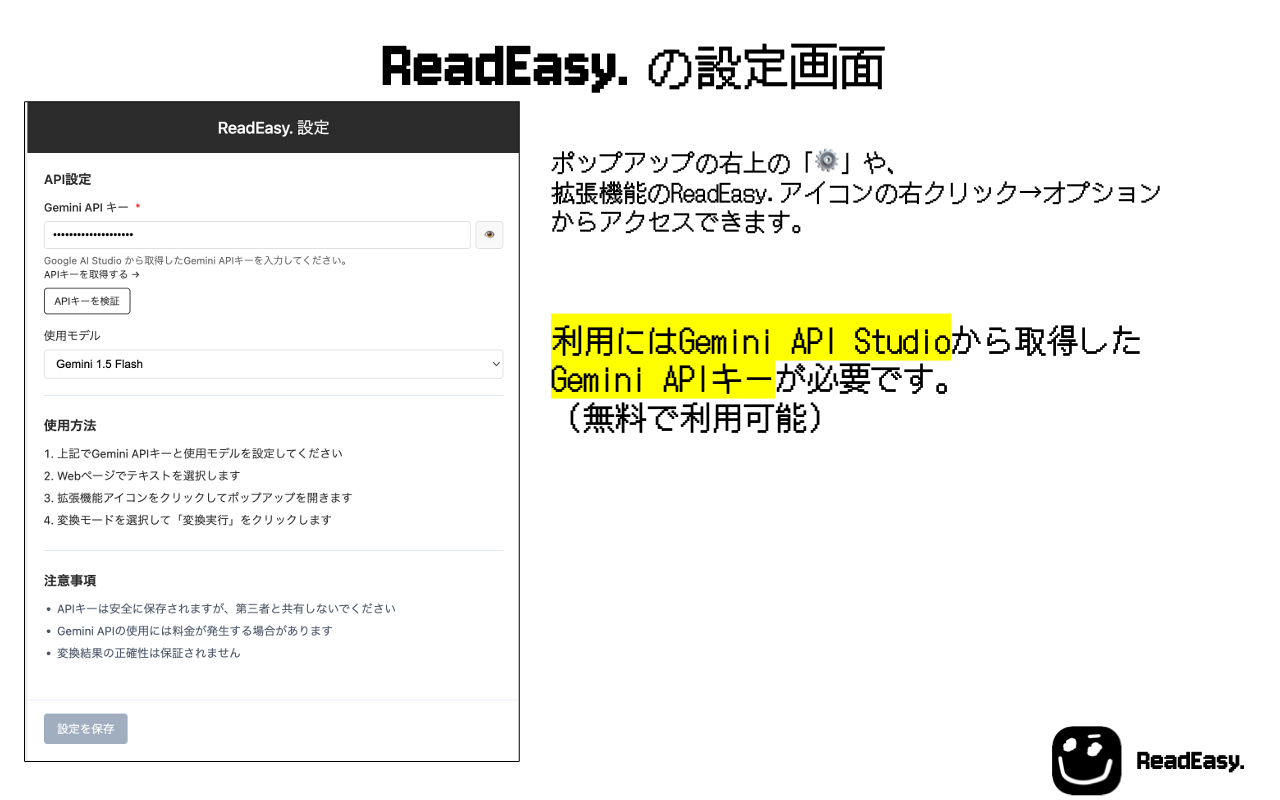 ReadEasy. の設定画面
ReadEasy. 設定
API設定
Gemini API キー *
••••••••••••••••••••
Google AI Studio から取得したGemini APIキーを入力してください。
APIキーを取得する →
APIキーを検証
使用モデル
Gemini 1.5 Flash
使用方法
1. 上記でGemini APIキーと使用モデルを設定してください
2. Webページでテキストを選択します
3. 拡張機能アイコンをクリックしてポップアップを開きます
4. 変換モードを選択して「変換実行」をクリックします
注意事項
• APIキーは安全に保存されますが、第三者と共有しないでください
• Gemini APIの使用には料金が発生する場合があります
• 変換結果の正確性は保証されません
設定を保存
ポップアップの右上の「⚙」や、
拡張機能のReadEasy.アイコンの右クリック→オプション
からアクセスできます。
利用にはGemini API Studioから取得した
Gemini APIキーが必要です。
（無料で利用可能）
ReadEasy.